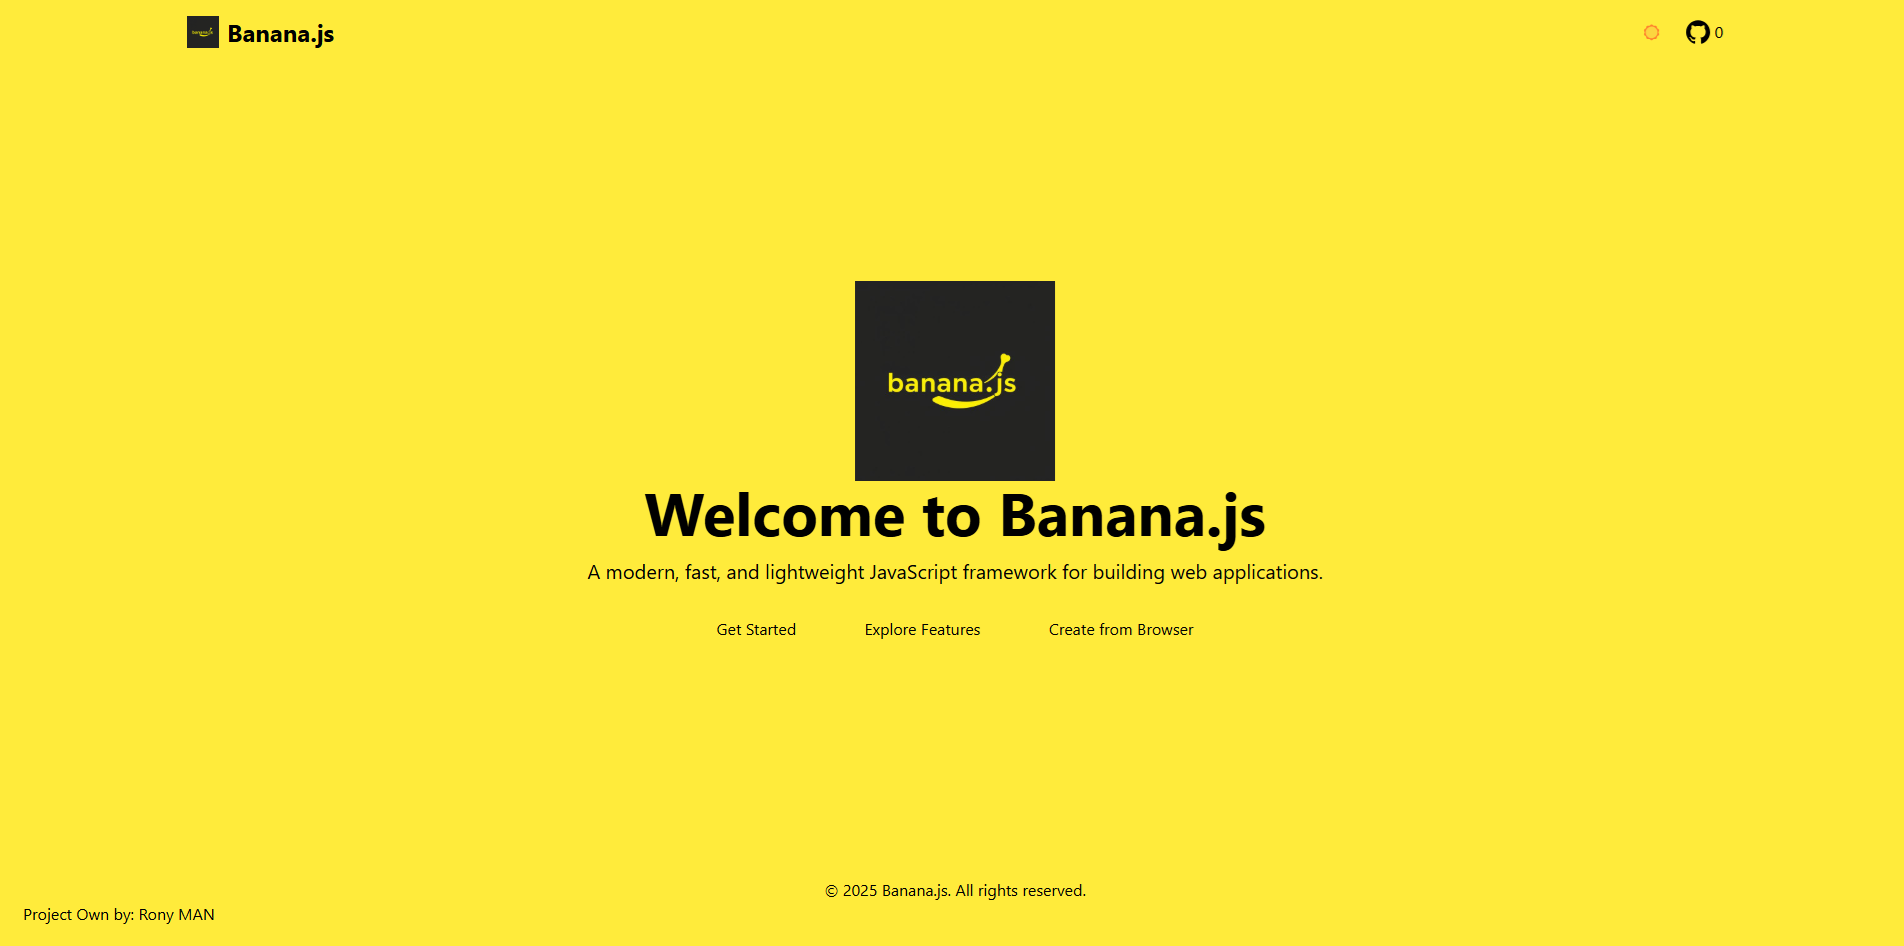 Banana.js
0
banana.js
Welcome to Banana.js
A modern, fast, and lightweight JavaScript framework for building web applications.
Get Started
Explore Features
Create from Browser
© 2025 Banana.js. All rights reserved.
Project Own by: Rony MAN